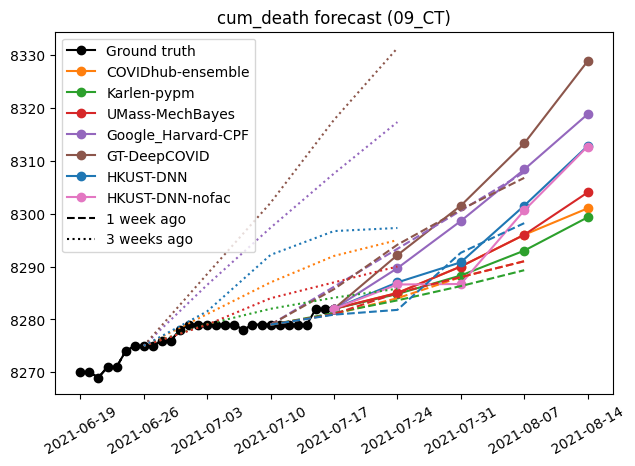 cum_death forecast (09_CT)
8330
8320
8310
8300
8290
8280
8270
Ground truth
COVIDhub-ensemble
Karlen-pypm
UMass-MechBayes
Google_Harvard-CPF
GT-DeepCOVID
HKUST-DNN
HKUST-DNN-nofac
1 week ago
3 weeks ago
2021-06-19
2021-06-26
2021-07-03
2021-07-10
2021-07-17
2021-07-24
2021-07-31
2021-08-07
2021-08-14